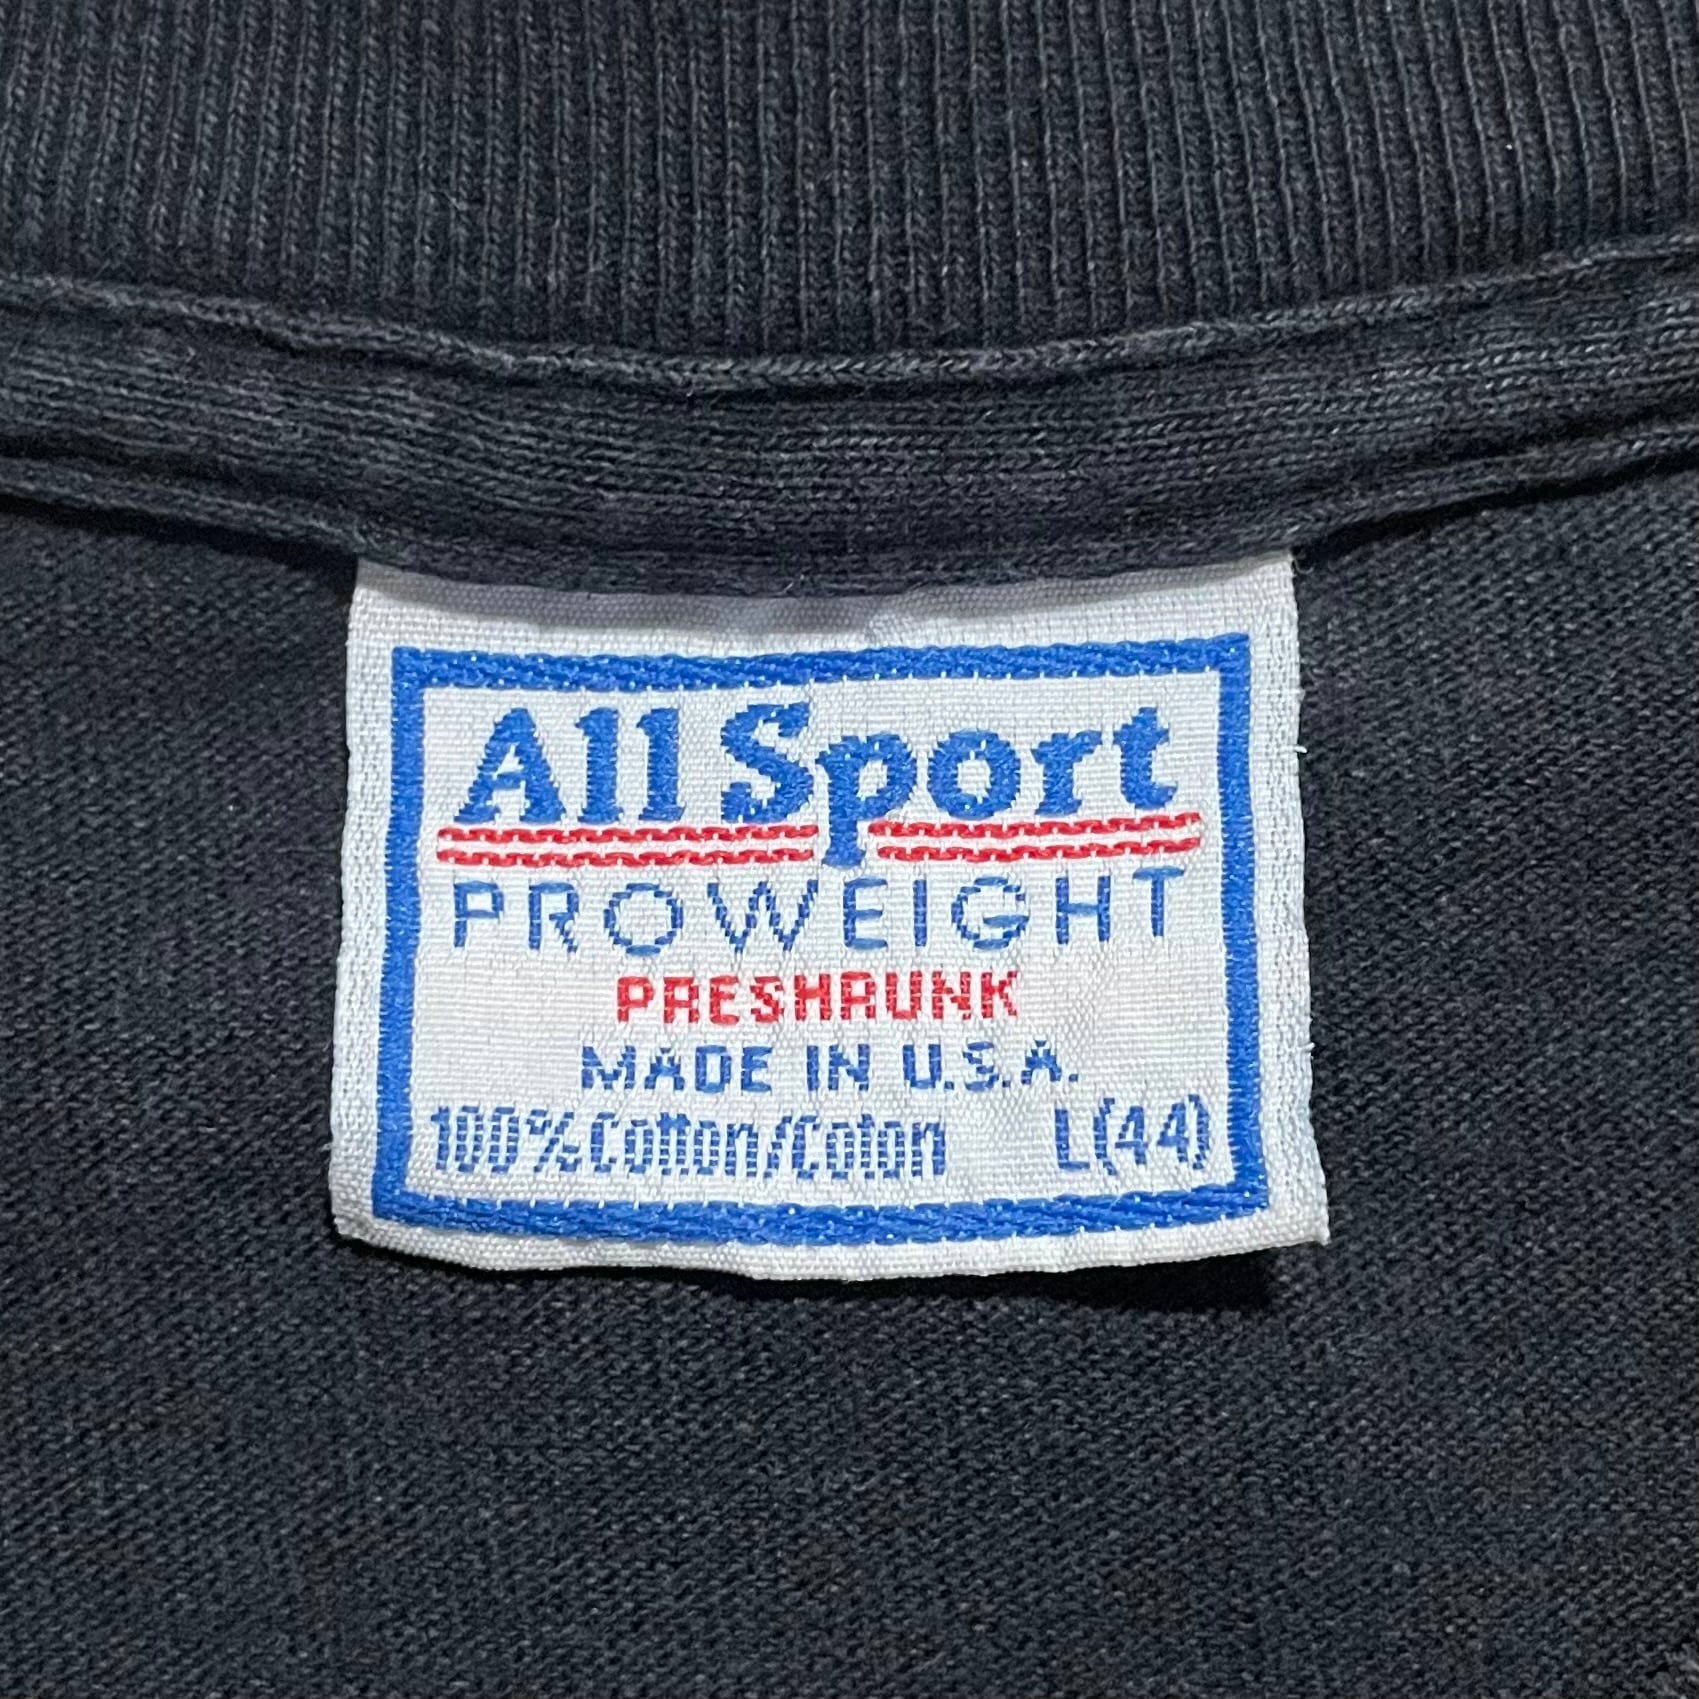 All Sport
PROWEIGHT
PRESHRUNK
MADE IN U.S.A.
100% Cotton/Coton L(44)